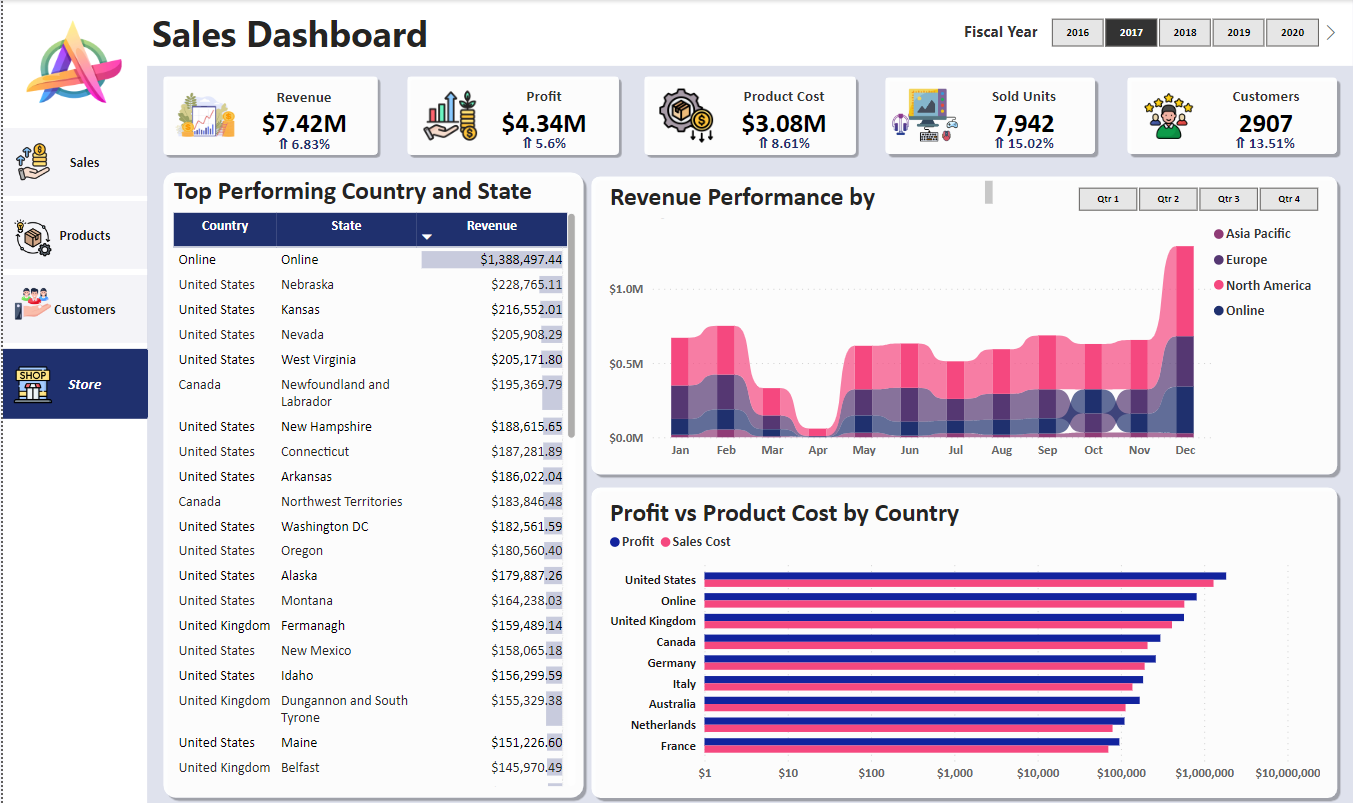 Sales Dashboard
Fiscal Year 2016 2017 2018 2019 2020
Revenue
$7.42M
⇈ 6.83%
Profit
$4.34M
⇈ 5.6%
Product Cost
$3.08M
⇈ 8.61%
Sold Units
7,942
⇈ 15.02%
Customers
2907
⇈ 13.51%
Sales
Products
Customers
SHOP
Store
Top Performing Country and State
Country State Revenue
Online Online $1,388,497.44
United States Nebraska $228,765.11
United States Kansas $216,552.01
United States Nevada $205,908.29
United States West Virginia $205,171.80
Canada Newfoundland and $195,369.79
Labrador
United States New Hampshire $188,615.65
United States Connecticut $187,281.89
United States Arkansas $186,022.04
Canada Northwest Territories $183,846.48
United States Washington DC $182,561.59
United States Oregon $180,560.40
United States Alaska $179,887.26
United States Montana $164,238.03
United Kingdom Fermanagh $159,489.14
United States New Mexico $158,065.18
United States Idaho $156,299.59
United Kingdom Dungannon and South $155,329.38
Tyrone
United States Maine $151,226.60
United Kingdom Belfast $145,970.49
Revenue Performance by
Qtr 1 Qtr 2 Qtr 3 Qtr 4
Asia Pacific
Europe
North America
Online
$1.0M
$0.5M
$0.0M
Jan Feb Mar Apr May Jun Jul Aug Sep Oct Nov Dec
Profit vs Product Cost by Country
Profit Sales Cost
United States
Online
United Kingdom
Canada
Germany
Italy
Australia
Netherlands
France
$1 $10 $100 $1,000 $10,000 $100,000 $1,000,000 $10,000,000